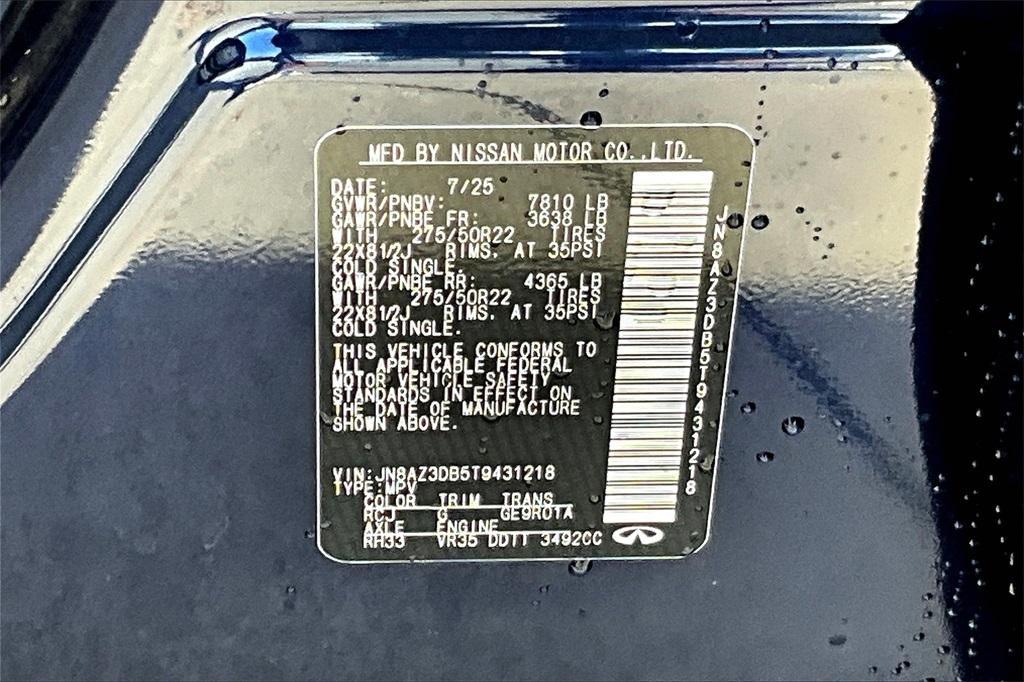 MFD BY NISSAN MOTOR CO.,LTD.
DATE: 7/25
GVWR/PNBV: 7810 LB
GAWR/PNBE FR: 3638 LB
WITH 275/50R22 TIRES
22X81/2J RIMS, AT 35PSI
COLD SINGLE.
GAWR/PNBE RR: 4365 LB
WITH 275/50R22 TIRES
22X81/2J RIMS, AT 35PSI
COLD SINGLE.
THIS VEHICLE CONFORMS TO
ALL APPLICABLE FEDERAL
MOTOR VEHICLE SAFETY
STANDARDS IN EFFECT ON
THE DATE OF MANUFACTURE
SHOWN ABOVE.
VIN:JN8AZ3DB5T9431218
TYPE:MPV
COLOR TRIM TRANS
RCJ G GE9R01A
AXLE ENGINE
RH33 VR35 DDTT 3492CC
JN8AZ3DB5T9431218